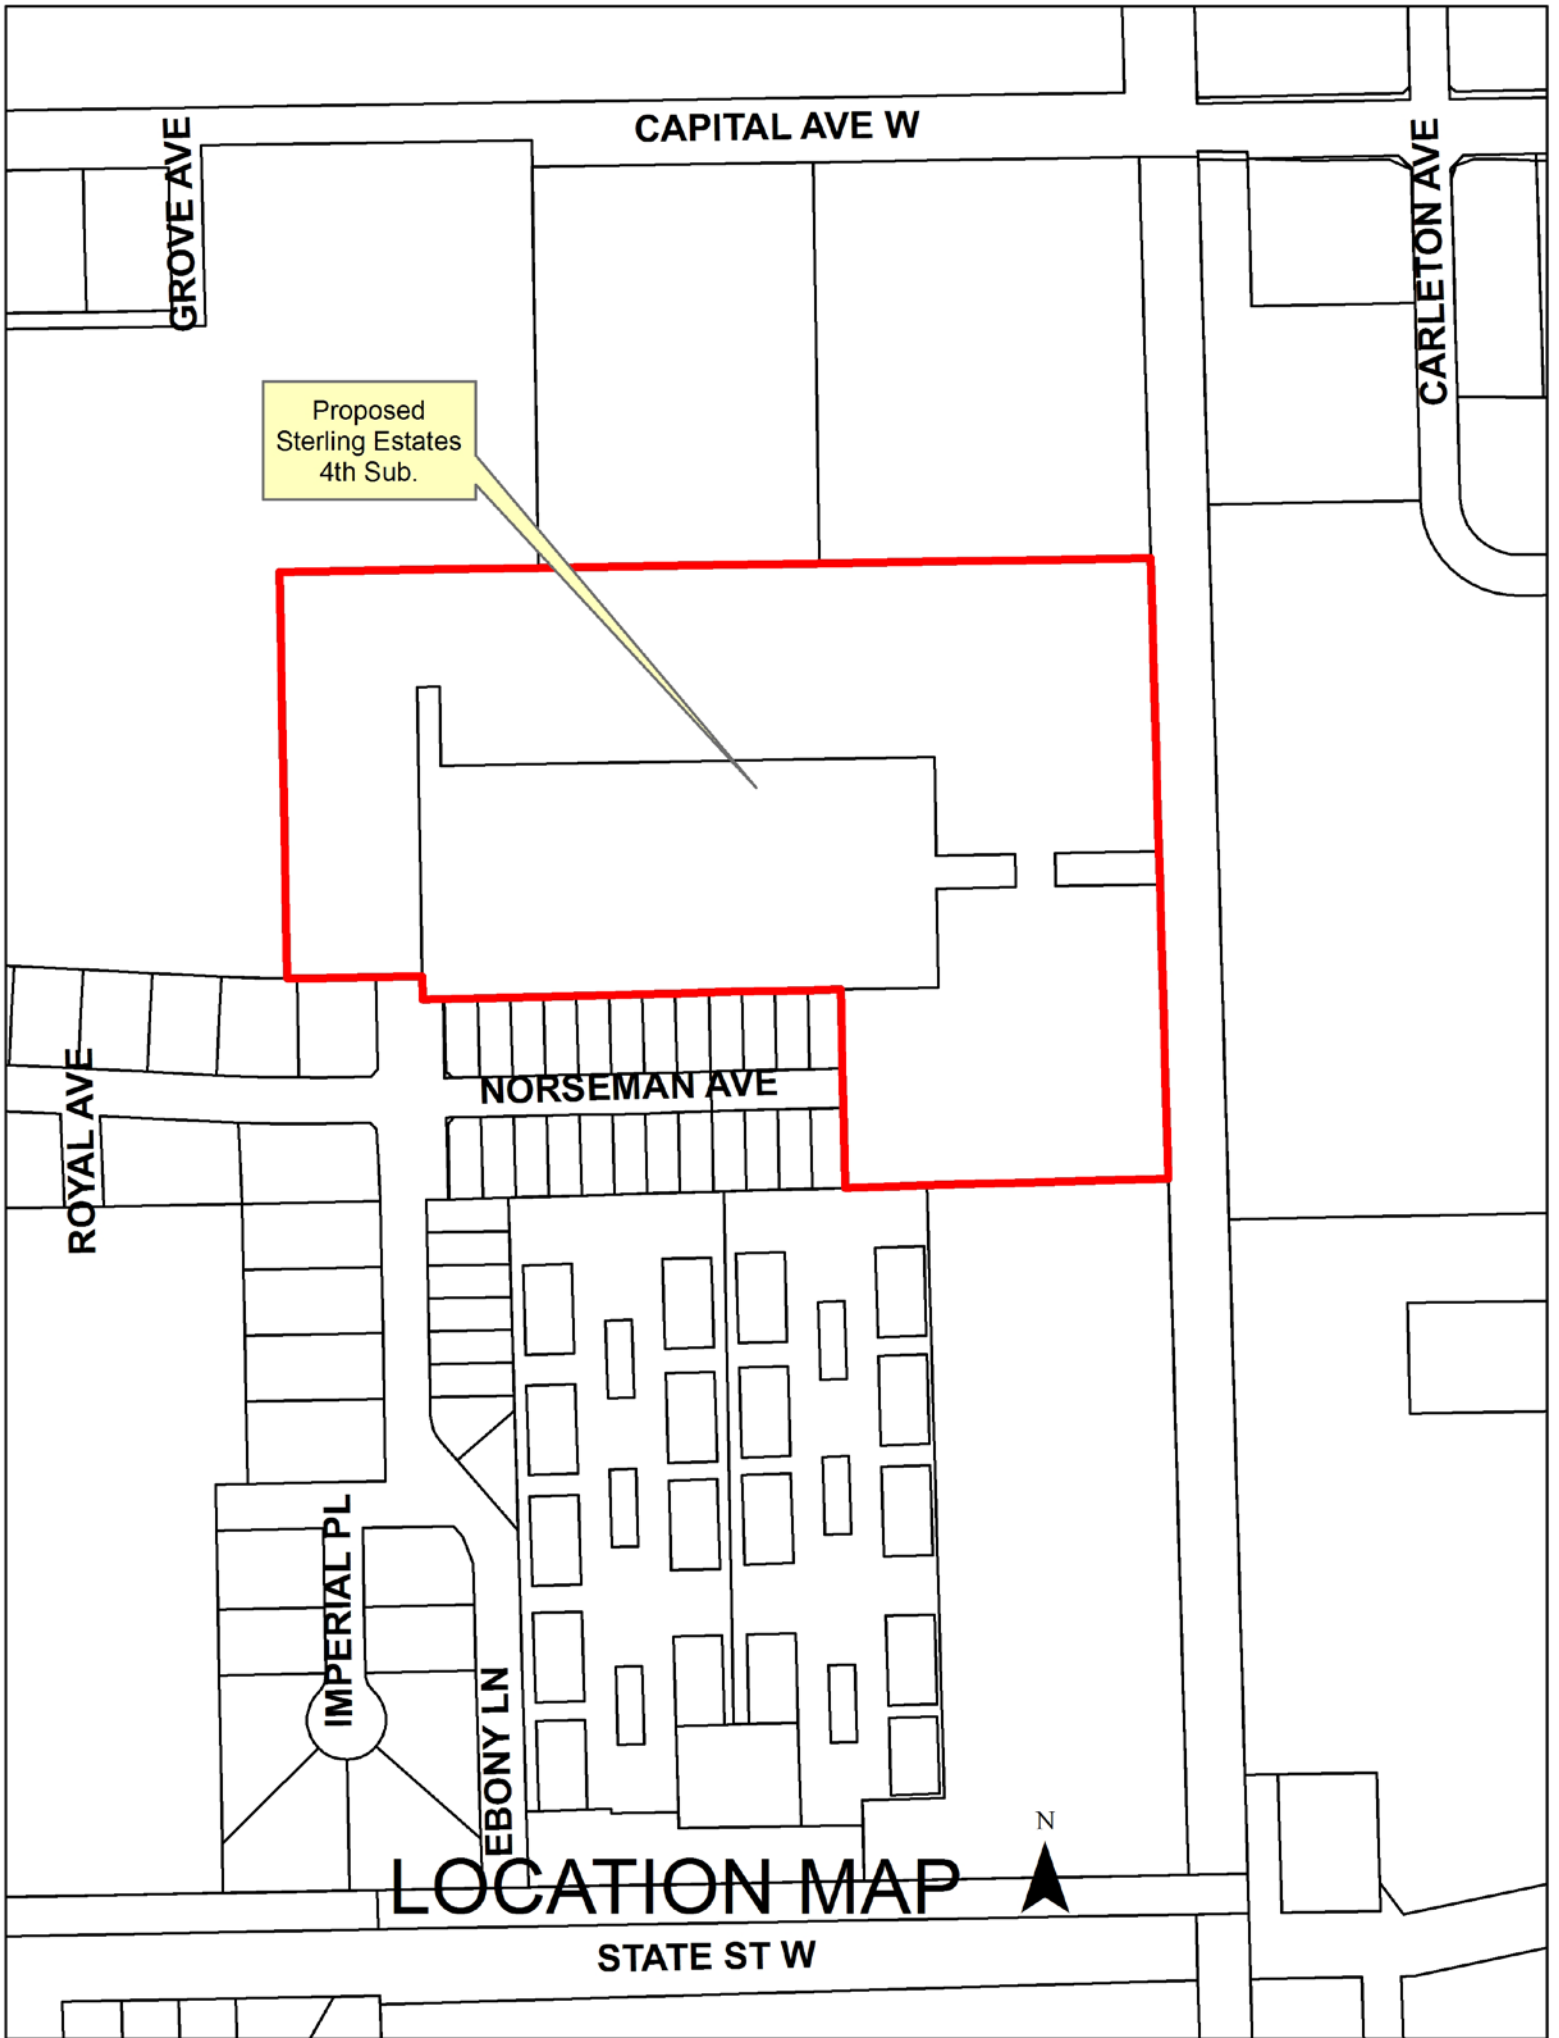 CAPITAL AVE W
GROVE AVE
CARLETON AVE
Proposed
Sterling Estates
4th Sub.
NORSEMAN AVE
ROYAL AVE
IMPERIAL PL
EBONY LN
N
LOCATION MAP
STATE ST W